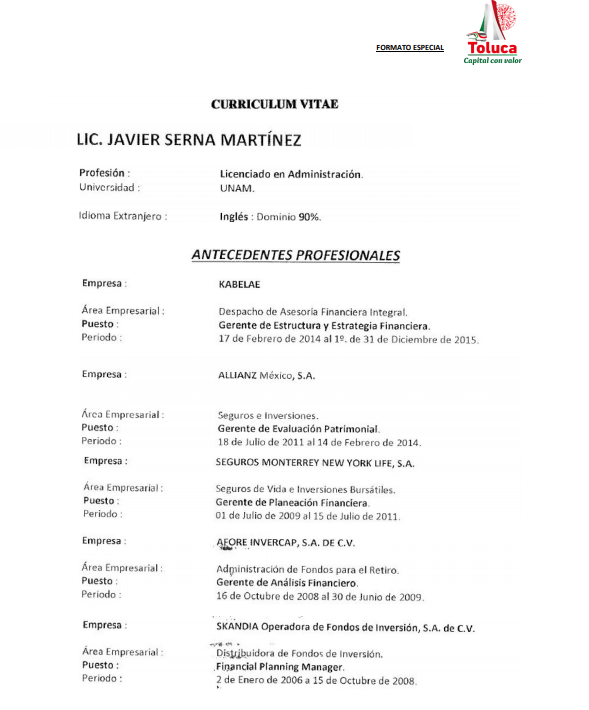 FORMATO ESPECIAL
Toluca
Capital con valor
CURRICULUM VITAE
LIC. JAVIER SERNA MARTÍNEZ
Profesión : Licenciado en Administración.
Universidad : UNAM.
Idioma Extranjero : Inglés : Dominio 90%.
ANTECEDENTES PROFESIONALES
Empresa : KABELAE
Área Empresarial : Despacho de Asesoria Financiera Integral.
Puesto : Gerente de Estructura y Estrategia Financiera.
Periodo : 17 de Febrero de 2014 al 1º. de 31 de Diciembre de 2015.
Empresa : ALLIANZ México, S.A.
Área Empresarial : Seguros e Inversiones.
Puesto : Gerente de Evaluación Patrimonial.
Periodo : 18 de Julio de 2011 al 14 de Febrero de 2014.
Empresa : SEGUROS MONTERREY NEW YORK LIFE, S.A.
Área Empresarial : Seguros de Vida e Inversiones Bursátiles.
Puesto : Gerente de Planeación Financiera.
Periodo : 01 de Julio de 2009 al 15 de Julio de 2011.
Empresa : AFORE INVERCAP, S.A. DE C.V.
Área Empresarial : Administración de Fondos para el Retiro.
Puesto : Gerente de Análisis Financiero.
Periodo : 16 de Octubre de 2008 al 30 de Junio de 2009.
Empresa : SKANDIA Operadora de Fondos de Inversión, S.A. de C.V.
Área Empresarial : Distribuidora de Fondos de Inversión.
Puesto : Financial Planning Manager.
Periodo : 2 de Enero de 2006 a 15 de Octubre de 2008.